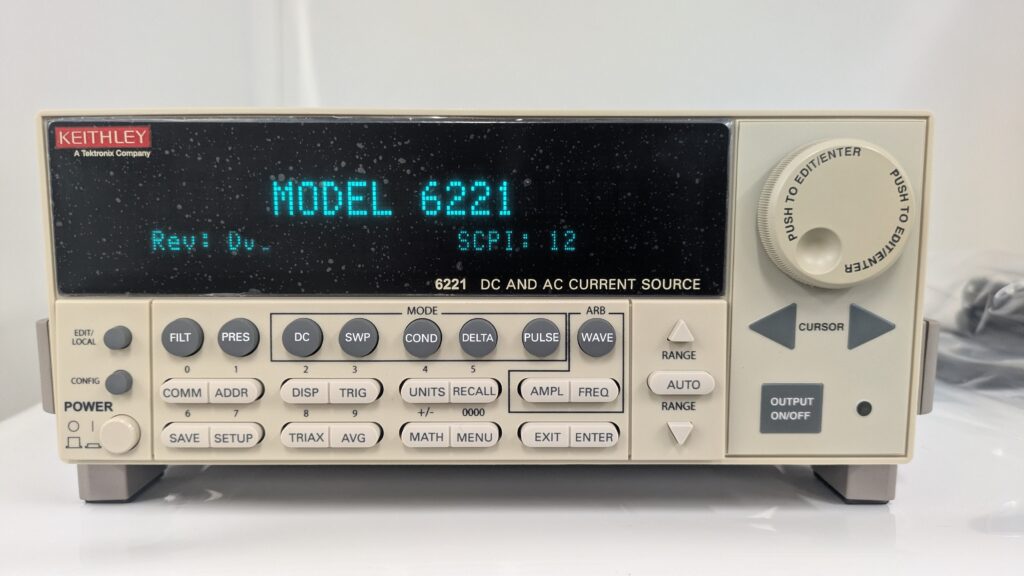 KEITHLEY
A Tektronix Company
MODEL 6221
SCPI: 12
Rev:
6221 DC AND AC CURRENT SOURCE
PUSH TO EDIT/ENTER
PUSH TO EDIT/ENTER
EDIT/
LOCAL
CONFIG
POWER
MODE
ARB
FILT PRES DC SWP COND DELTA PULSE WAVE
0 1 2 3 4 5
COMM ADDR DISP TRIG UNITS RECALL AMPL FREQ
6 7 8 9 +/- 0000
SAVE SETUP TRIAX AVG MATH MENU EXIT ENTER
RANGE
AUTO
RANGE
CURSOR
OUTPUT
ON/OFF